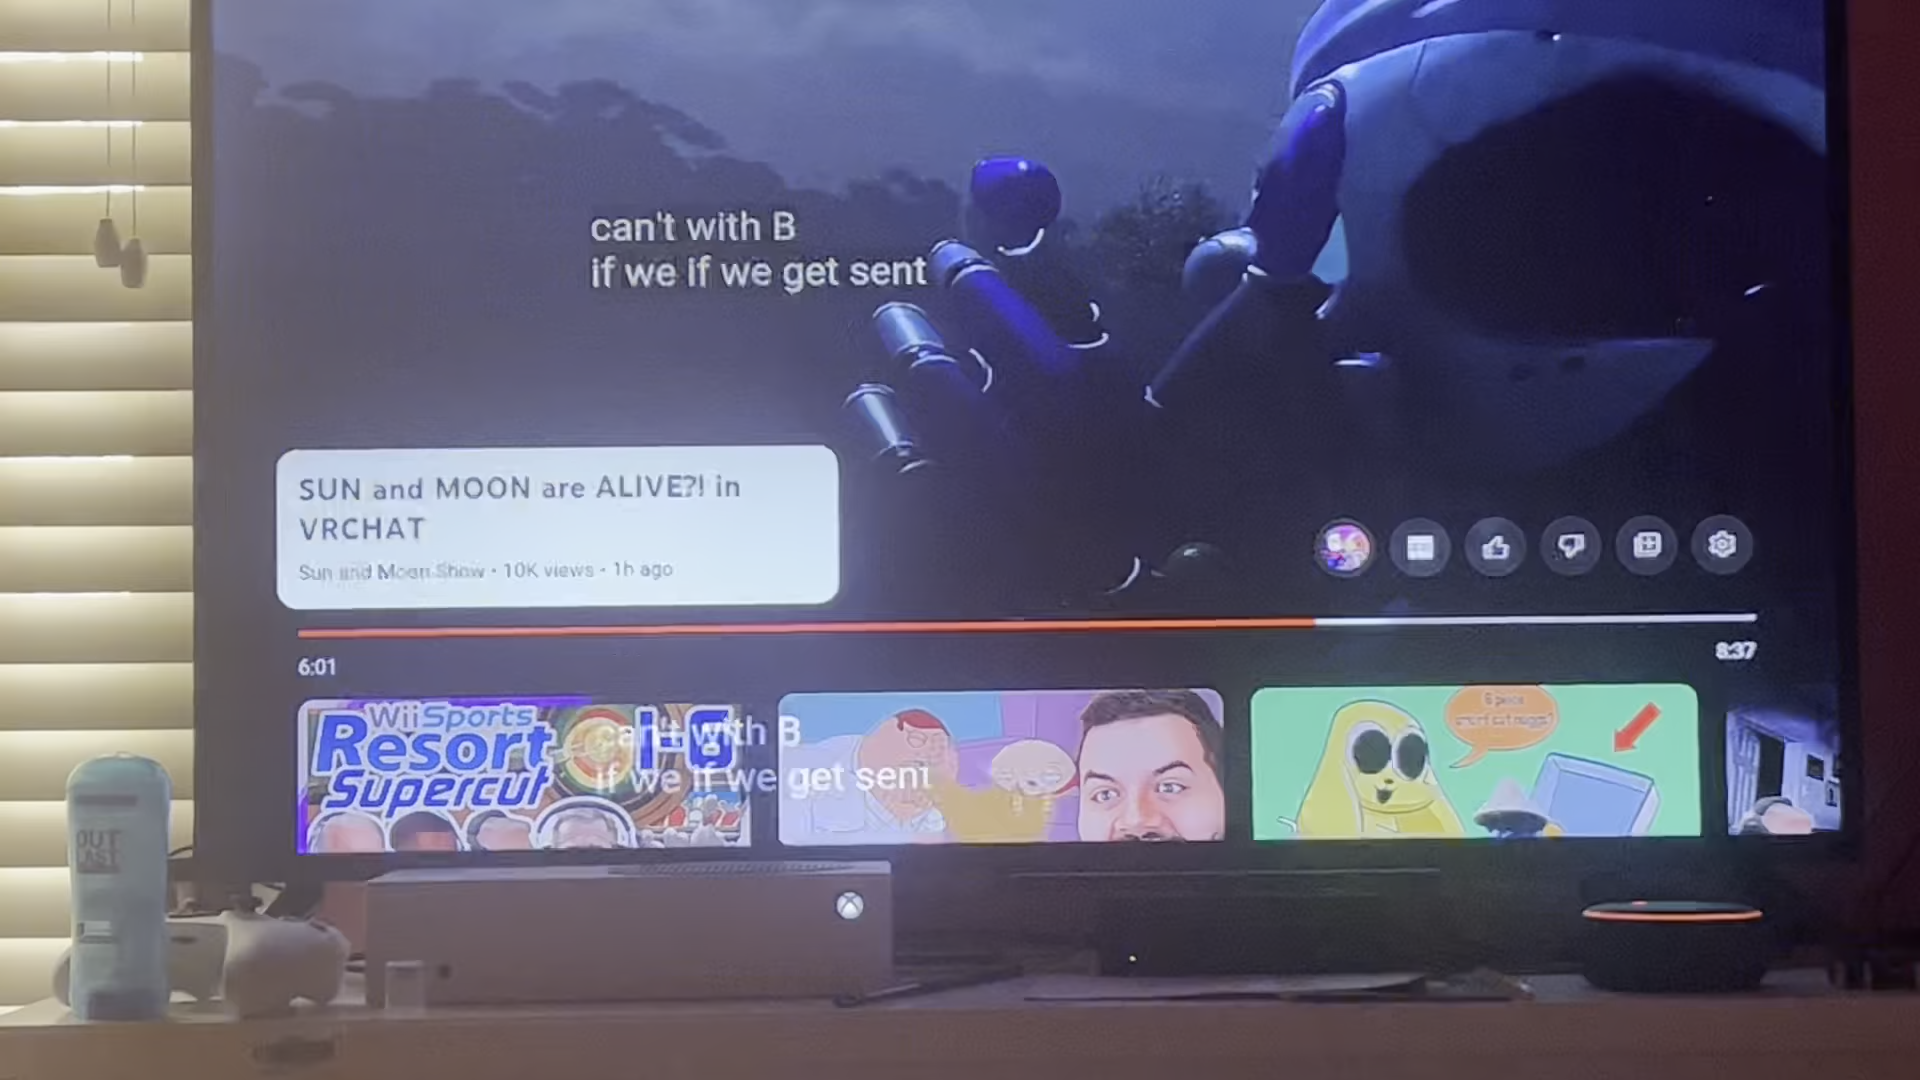 can't with B
if we if we get sent
SUN and MOON are ALIVE?! in
VRCHAT
Sun and Moon Show • 10K views • 1h ago
6:01
8:37
Wii Sports
Resort
Supercut
can't with B
if we if we get sent
OUT
LAST